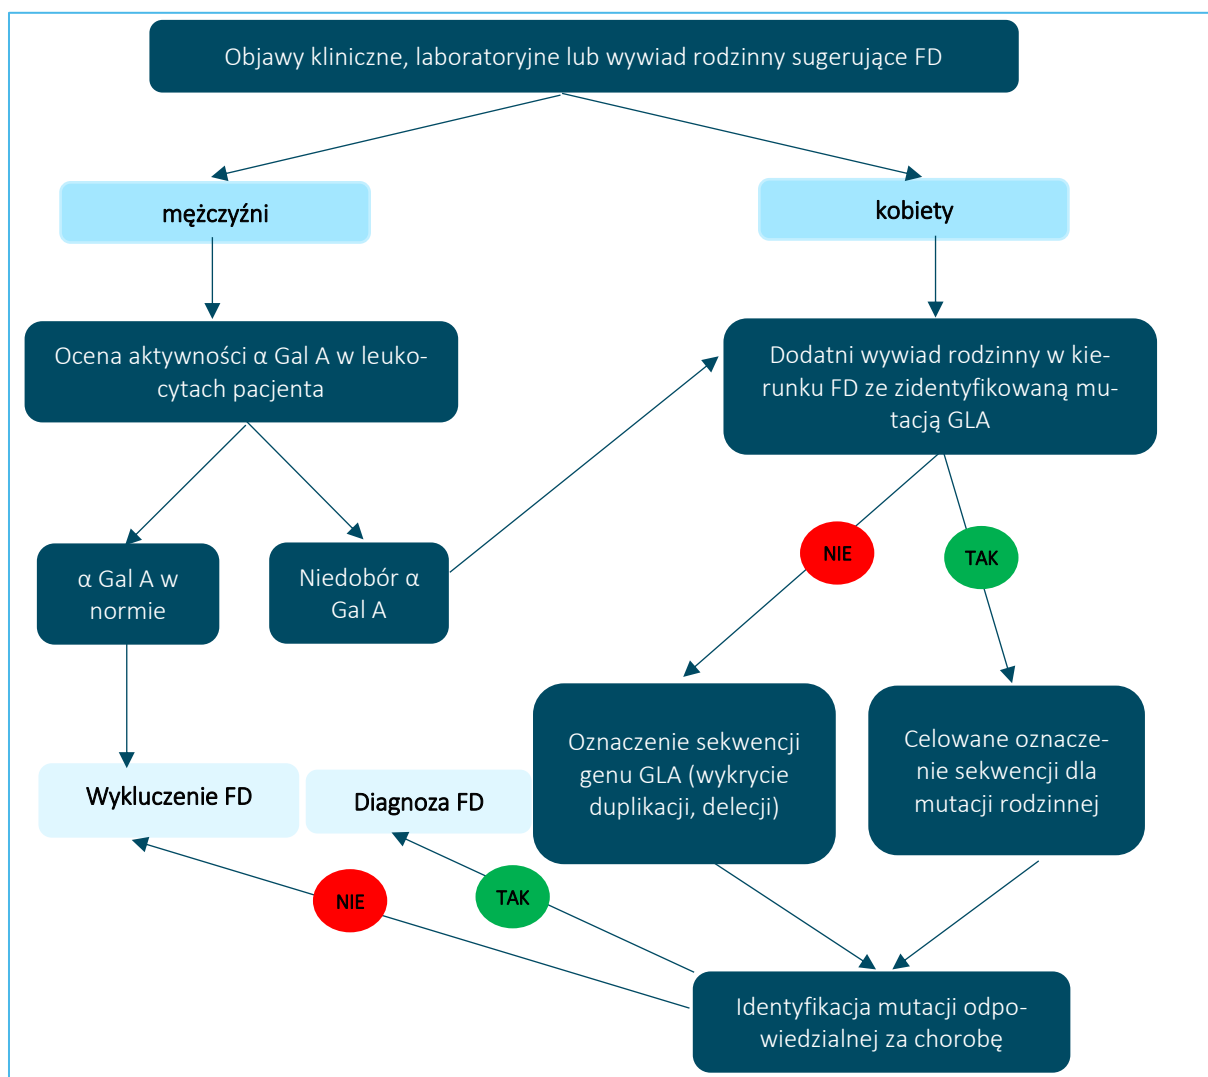 Objawy kliniczne, laboratoryjne lub wywiad rodzinny sugerujące FD
mężczyźni
kobiety
Ocena aktywności α Gal A w leuko-
cytach pacjenta
Dodatni wywiad rodzinny w kie-
runku FD ze zidentyfikowaną mu-
tacją GLA
NIE
TAK
α Gal A w
normie
Niedobór α
Gal A
Oznaczenie sekwencji
genu GLA (wykrycie
duplikacji, delecji)
Celowane oznacze-
nie sekwencji dla
mutacji rodzinnej
Wykluczenie FD
Diagnoza FD
NIE
TAK
Identyfikacja mutacji odpo-
wiedzialnej za chorobę